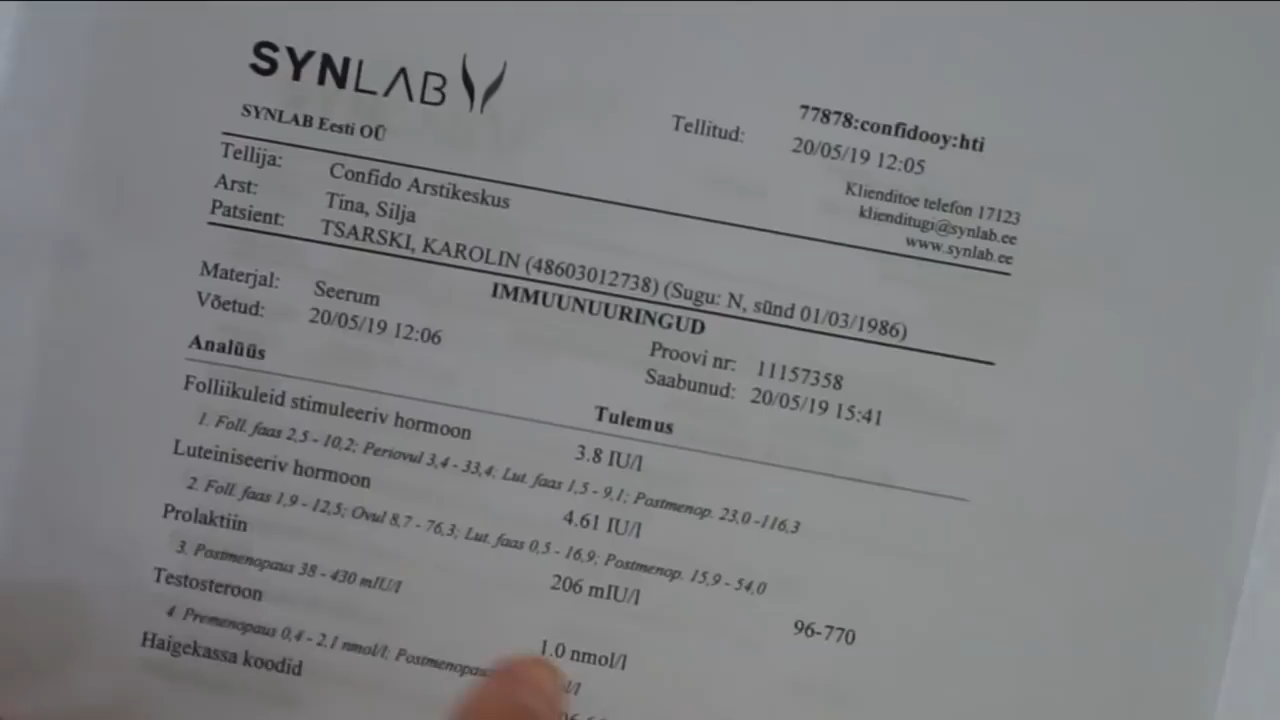 SYNLAB
SYNLAB Eesti OÜ
77878:confidooy:hti
Tellitud: 20/05/19 12:05
Klienditoe telefon 17123
klienditugi@synlab.ee
www.synlab.ee
Tellija: Confido Arstikeskus
Arst: Tina, Silja
Patsient: TSARSKI, KAROLIN (48603012738) (Sugu: N, sünd 01/03/1986)
IMMUUNUURINGUD
Materjal: Seerum
Võetud: 20/05/19 12:06
Proovi nr: 11157358
Saabunud: 20/05/19 15:41
Analüüs Tulemus
Folliikuleid stimuleeriv hormoon 3.8 IU/l
1. Foll. faas 2,5 - 10,2; Periovul 3,4 - 33,4; Lut. faas 1,5 - 9,1; Postmenop. 23,0 -116,3
Luteiniseeriv hormoon 4.61 IU/l
2. Foll. faas 1,9 - 12,5; Ovul 8,7 - 76,3; Lut. faas 0,5 - 16,9; Postmenop. 15,9 - 54,0
Prolaktiin 206 mIU/l 96-770
3. Postmenopaus 38 - 430 mIU/l
Testosteroon 1.0 nmol/l
4. Premenopaus 0,4 - 2,1 nmol/l; Postmenopaus
Haigekassa koodid